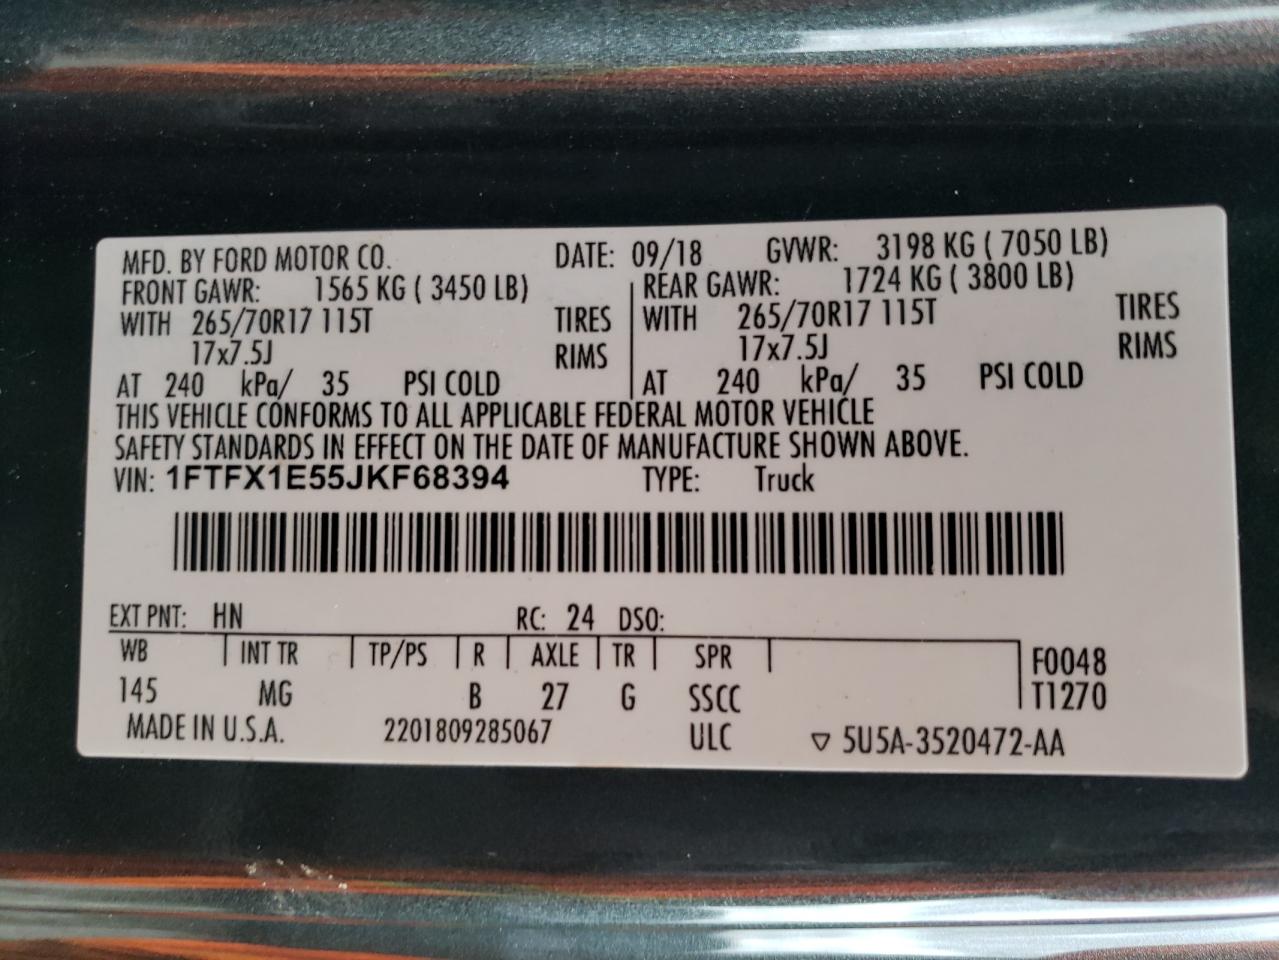 MFD. BY FORD MOTOR CO. DATE: 09/18 GVWR: 3198 KG ( 7050 LB)
FRONT GAWR: 1565 KG ( 3450 LB) REAR GAWR: 1724 KG ( 3800 LB)
WITH 265/70R17 115T TIRES WITH 265/70R17 115T TIRES
17x7.5J RIMS 17x7.5J RIMS
AT 240 kPa/ 35 PSI COLD AT 240 kPa/ 35 PSI COLD
THIS VEHICLE CONFORMS TO ALL APPLICABLE FEDERAL MOTOR VEHICLE
SAFETY STANDARDS IN EFFECT ON THE DATE OF MANUFACTURE SHOWN ABOVE.
VIN: 1FTFX1E55JKF68394 TYPE: Truck
EXT PNT: HN RC: 24 DSO:
WB INT TR TP/PS R AXLE TR SPR F0048
145 MG B 27 G SSCC T1270
MADE IN U.S.A. 2201809285067 ULC ▽ 5U5A-3520472-AA